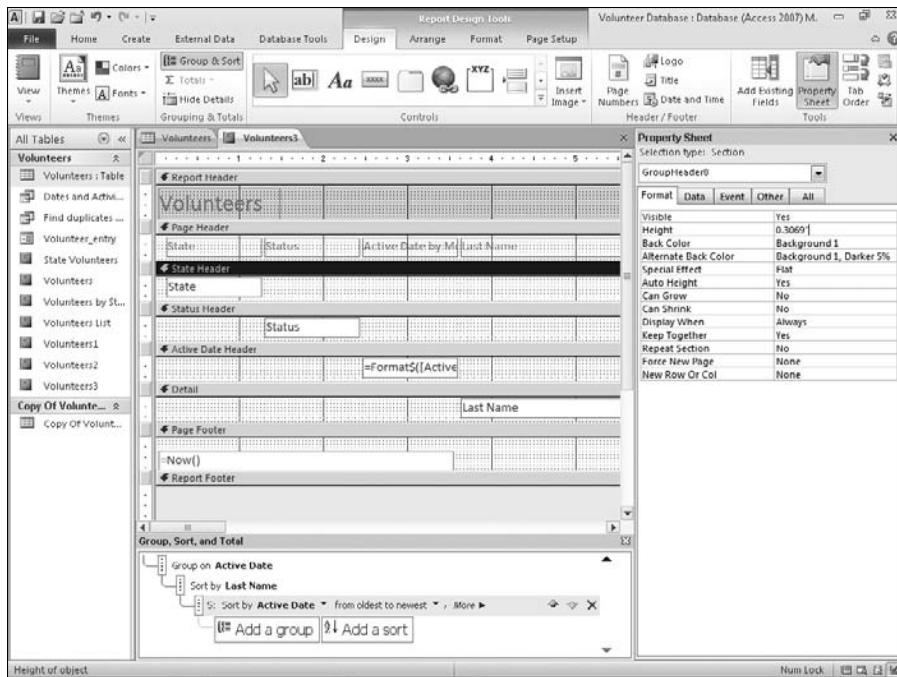 Report Design Tools
Volunteer Database : Database (Access 2007) M.
File Home Create External Data Database Tools Design Arrange Format Page Setup
View
Views
Themes
Colors
Fonts
Themes
Group & Sort
Σ Totals
Hide Details
Grouping & Totals
ab|
Aa
xxxx
XYZ
Insert Image
Controls
Page Numbers
Logo
Title
Date and Time
Header / Footer
Add Existing Fields
Property Sheet
Tab Order
Tools
All Tables
Volunteers
Volunteers : Table
Dates and Activi...
Find duplicates ...
Volunteer_entry
State Volunteers
Volunteers
Volunteers by St...
Volunteers List
Volunteers1
Volunteers2
Volunteers3
Copy Of Volunte...
Copy Of Volunt...
Volunteers Volunteers3
1 2 3 4 5
Report Header
Volunteers
Page Header
State Status Active Date by Mo Last Name
State Header
State
Status Header
Status
Active Date Header
=Format$([Active
Detail
Last Name
Page Footer
=Now()
Report Footer
Group, Sort, and Total
Group on Active Date
Sort by Last Name
S: Sort by Active Date from oldest to newest , More
Add a group Add a sort
Property Sheet
Selection type: Section
GroupHeader0
Format Data Event Other All
Visible Yes
Height 0.3069"
Back Color Background 1
Alternate Back Color Background 1, Darker 5%
Special Effect Flat
Auto Height Yes
Can Grow No
Can Shrink No
Display When Always
Keep Together Yes
Repeat Section No
Force New Page None
New Row Or Col None
Height of object
Num Lock